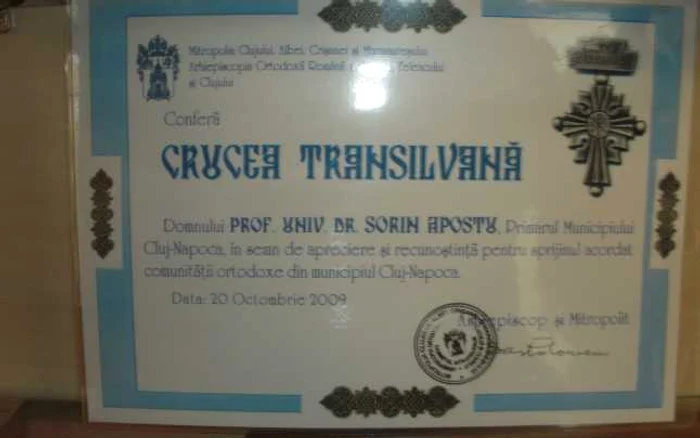 Mitropolia Clujului, Albei, Crișanei și Maramureșului
Arhiepiscopia Ortodoxă Română a Feleacului
și Clujului
Conferă
CRUCEA TRANSILVANĂ
Domnului PROF. UNIV. DR. SORIN APOSTU, Primarul Municipiului
Cluj-Napoca, în semn de apreciere și recunoștință pentru sprijinul acordat
comunității ortodoxe din municipiul Cluj-Napoca.
Data: 20 Octombrie 2009
Arhiepiscop și Mitropolit